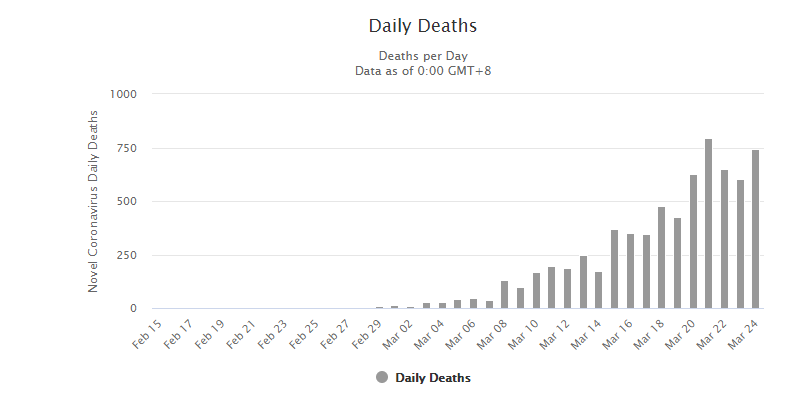 Daily Deaths
Deaths per Day
Data as of 0:00 GMT+8
Novel Coronavirus Daily Deaths
1000
750
500
250
0
Feb 15
Feb 17
Feb 19
Feb 21
Feb 23
Feb 25
Feb 27
Feb 29
Mar 02
Mar 04
Mar 06
Mar 08
Mar 10
Mar 12
Mar 14
Mar 16
Mar 18
Mar 20
Mar 22
Mar 24
Daily Deaths